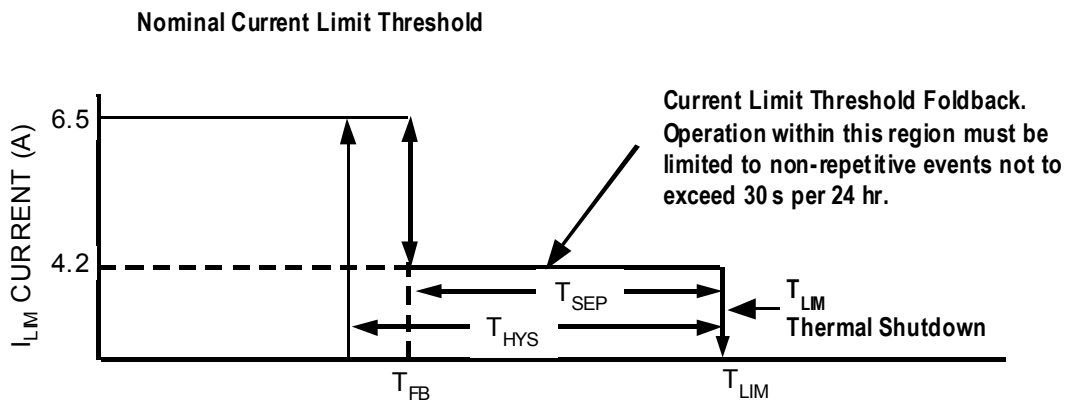 Nominal Current Limit Threshold
Current Limit Threshold Foldback.
Operation within this region must be
limited to non-repetitive events not to
exceed 30 s per 24 hr.
6.5
4.2
I_LM CURRENT (A)
T_SEP
T_HYS
T_LIM
Thermal Shutdown
T_FB
T_LIM